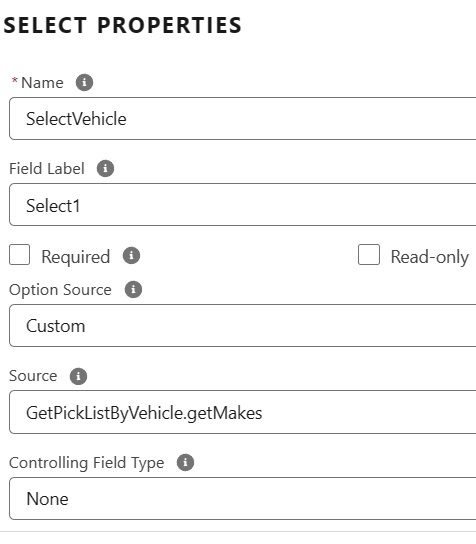 SELECT PROPERTIES
* Name
SelectVehicle
Field Label
Select1
Required Read-only
Option Source
Custom
Source
GetPickListByVehicle.getMakes
Controlling Field Type
None